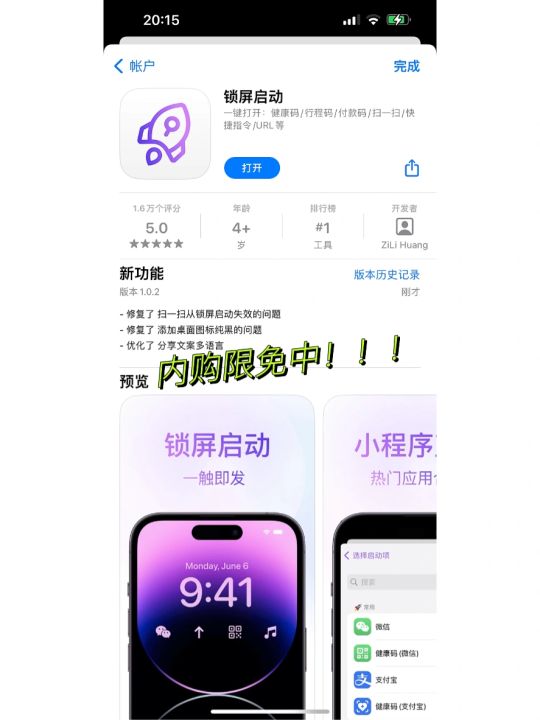 20:15
帐户
完成
锁屏启动
一键打开：健康码/行程码/付款码/扫一扫/快
捷指令/URL等
打开
1.6万个评分
年龄
排行榜
开发者
5.0
4+
#1
岁
工具
ZiLi Huang
新功能
版本历史记录
版本 1.0.2
刚才
- 修复了 扫一扫从锁屏启动失效的问题
- 修复了 添加桌面图标纯黑的问题
- 优化了 分享文案多语言
内购限免中！！！
预览
锁屏启动
一触即发
Monday, June 6
9:41
小程序
热门应用
选择启动项
搜索
🚀 常用
微信
健康码 (微信)
支付宝
健康码 (支付宝)